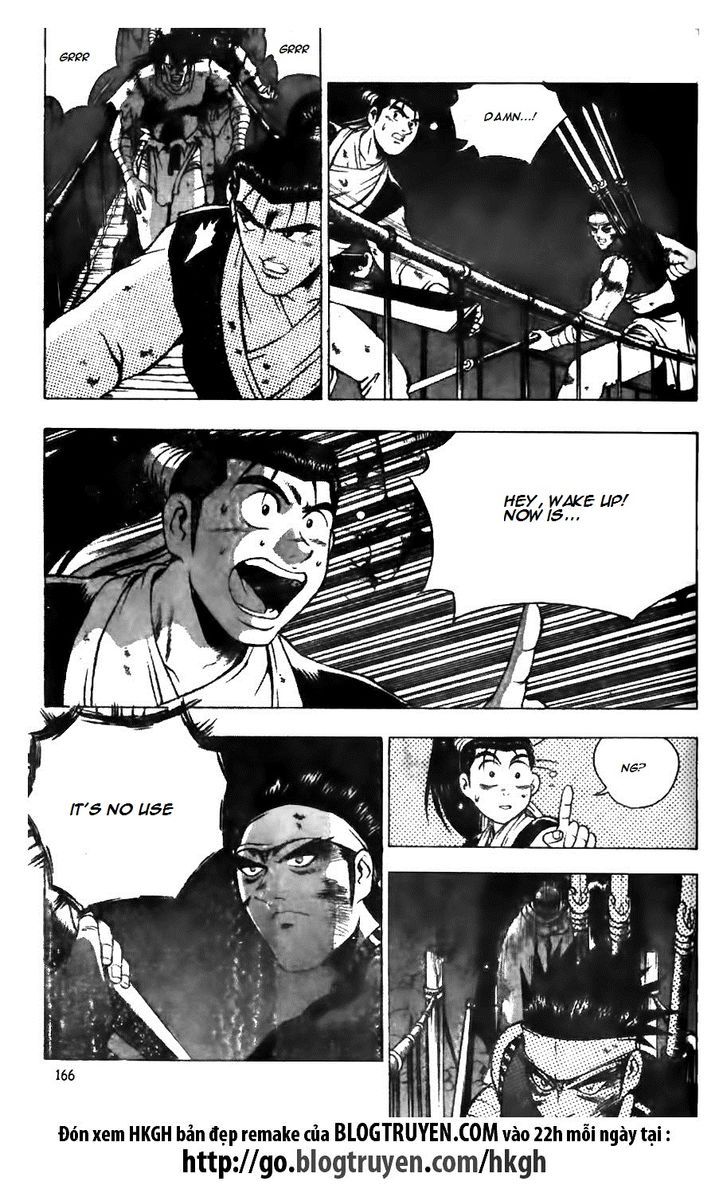 GRRR
GRRR
DAMN...!
HEY, WAKE UP!
NOW IS...
IT'S NO USE
NG?
166
Đón xem HKGH bản đẹp remake của BLOGTRUYEN.COM vào 22h mỗi ngày tại :
http://go.blogtruyen.com/hkgh